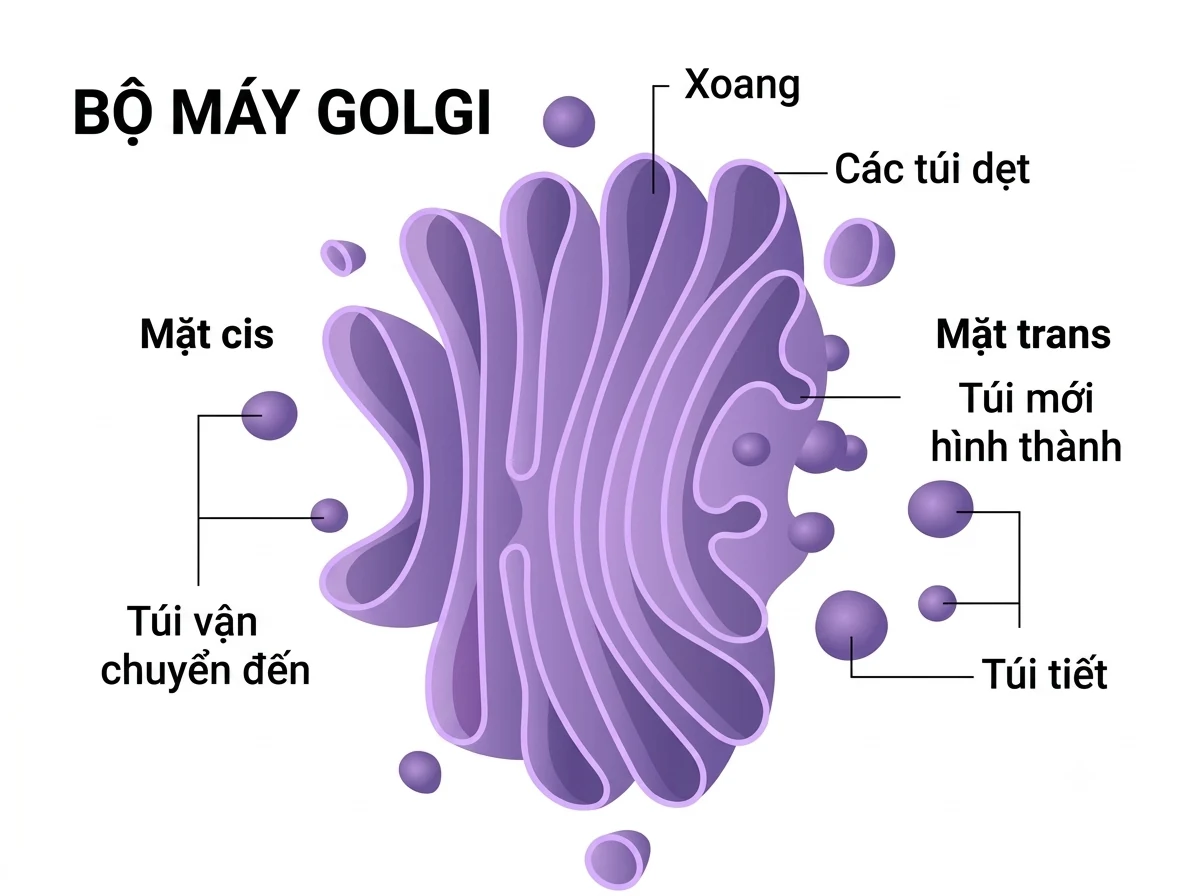 BỘ MÁY GOLGI
Xoang
Các túi dẹt
Mặt cis
Mặt trans
Túi mới
hình thành
Túi vận
chuyển đến
Túi tiết